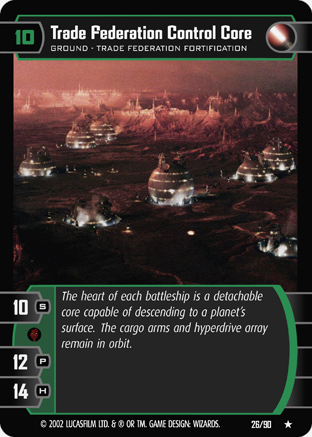 10 Trade Federation Control Core
GROUND - TRADE FEDERATION FORTIFICATION
10 S
The heart of each battleship is a detachable
core capable of descending to a planet's
surface. The cargo arms and hyperdrive array
remain in orbit.
12 P
14 H
© 2002 LUCASFILM LTD. & ® OR TM. GAME DESIGN: WIZARDS. 26/90 ★